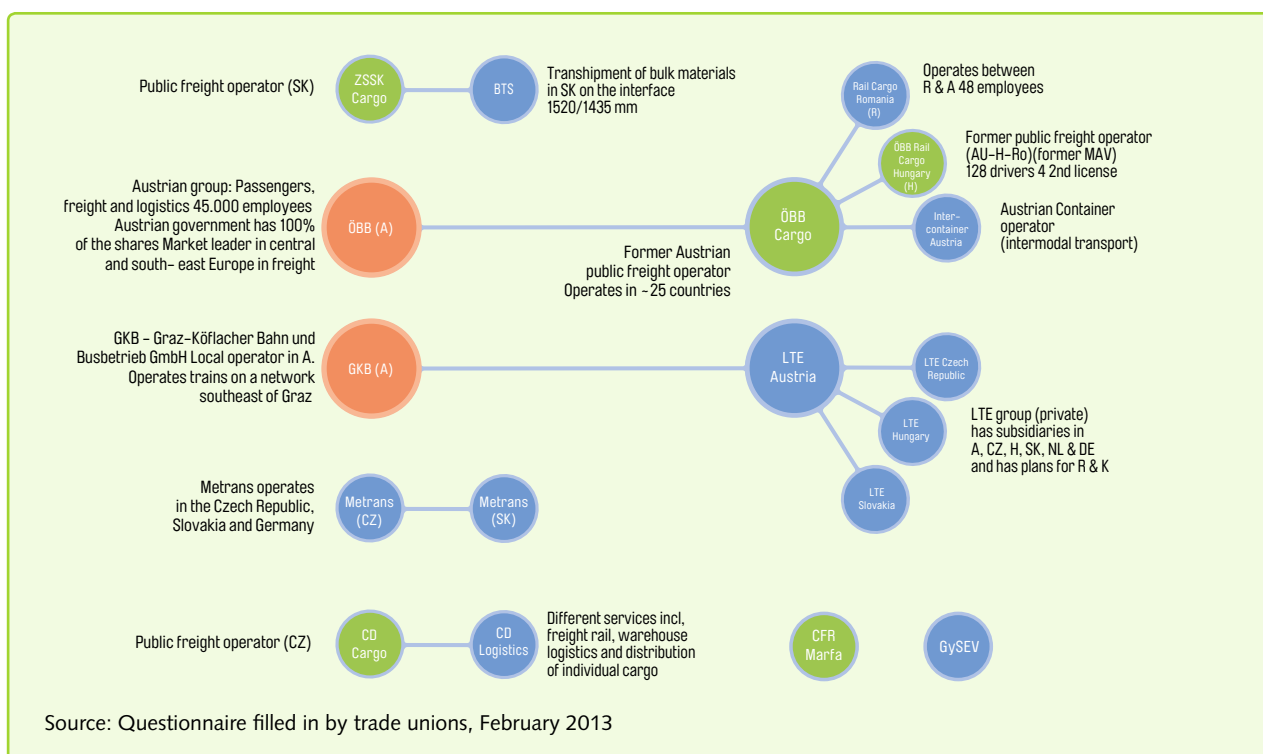 Public freight operator (SK)
ZSSK
Cargo
BTS
Transhipment of bulk materials
in SK on the interface
1520/1435 mm
Rail Cargo
Romania
(R)
Operates between
R & A 48 employees
ÖBB Rail
Cargo
Hungary
(H)
Former public freight operator
(AU-H-Ro)(former MAV)
128 drivers 4 2nd license
Austrian group: Passengers,
freight and logistics 45.000 employees
Austrian government has 100%
of the shares Market leader in central
and south- east Europe in freight
ÖBB (A)
Former Austrian
public freight operator
Operates in ~25 countries
ÖBB
Cargo
Inter-
container
Austria
Austrian Container
operator
(intermodal transport)
GKB - Graz-Köflacher Bahn und
Busbetrieb GmbH Local operator in A.
Operates trains on a network
southeast of Graz
GKB (A)
LTE
Austria
LTE Czech
Republic
LTE
Hungary
LTE
Slovakia
LTE group (private)
has subsidiaries in
A, CZ, H, SK, NL & DE
and has plans for R & K
Metrans operates
in the Czech Republic,
Slovakia and Germany
Metrans
(CZ)
Metrans
(SK)
Public freight operator (CZ)
CD
Cargo
CD
Logistics
Different services incl,
freight rail, warehouse
logistics and distribution
of individual cargo
CFR
Marfa
GySEV
Source: Questionnaire filled in by trade unions, February 2013